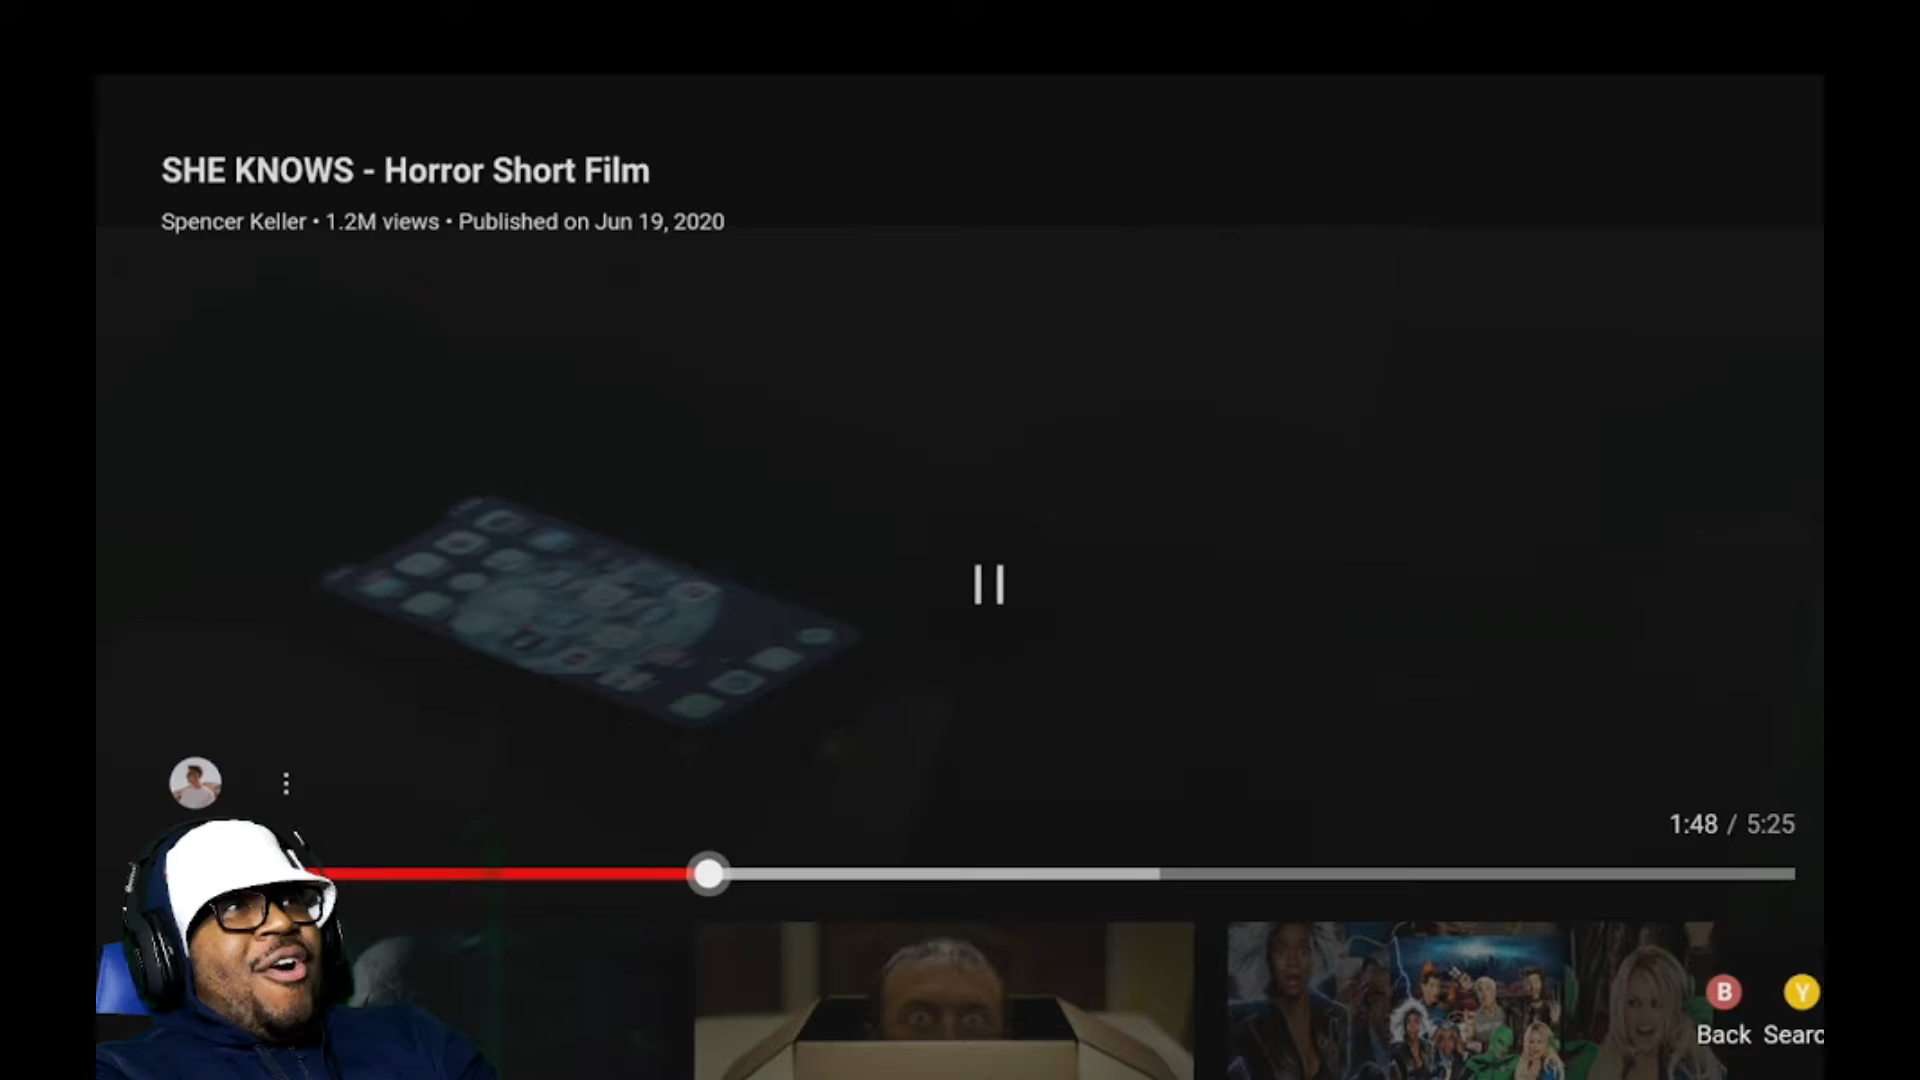 SHE KNOWS - Horror Short Film
Spencer Keller • 1.2M views • Published on Jun 19, 2020
1:48 / 5:25
B Y
Back Searc